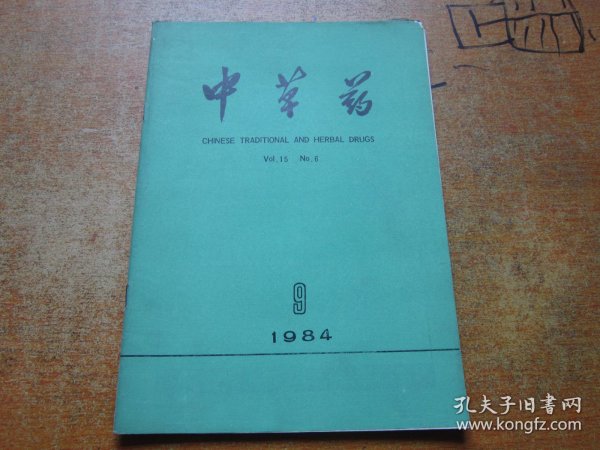 中草药
CHINESE TRADITIONAL AND HERBAL DRUGS
Vol.15 No.6
9
1984
孔夫子旧书网
www.kongfz.com